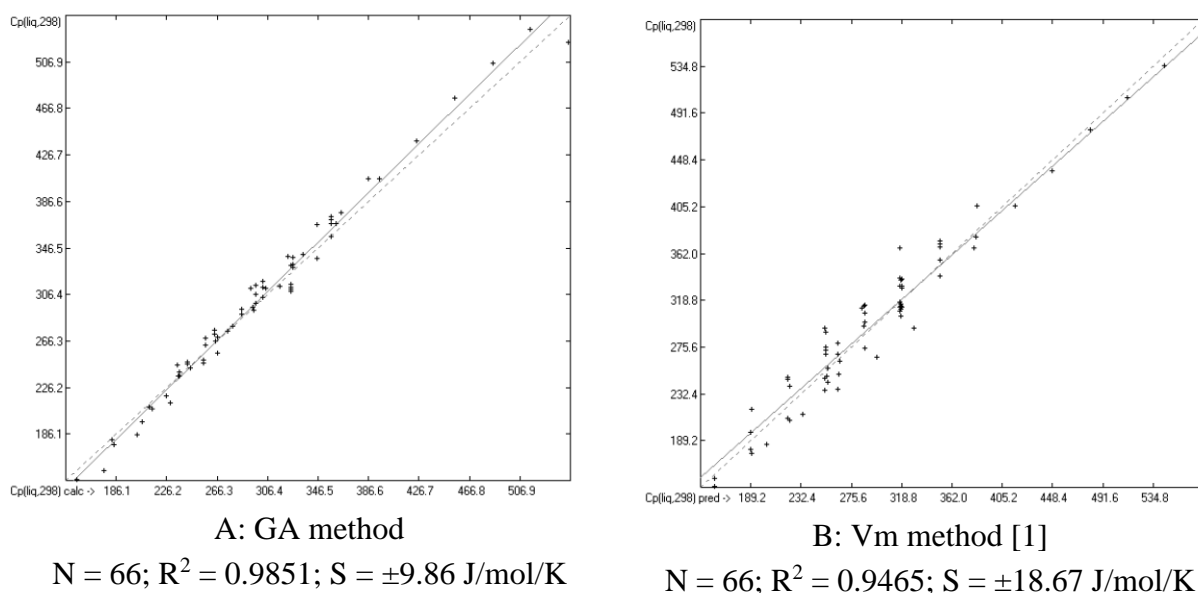 Cp(liq,298)
506.9
466.8
426.7
386.6
346.5
306.4
266.3
226.2
186.1
Cp(liq,298) calc -> 186.1 226.2 266.3 306.4 346.5 386.6 426.7 466.8 506.9
A: GA method
N = 66; R² = 0.9851; S = ±9.86 J/mol/K
Cp(liq,298)
534.8
491.6
448.4
405.2
362.0
318.8
275.6
232.4
189.2
Cp(liq,298) pred -> 189.2 232.4 275.6 318.8 362.0 405.2 448.4 491.6 534.8
B: Vm method [1]
N = 66; R² = 0.9465; S = ±18.67 J/mol/K